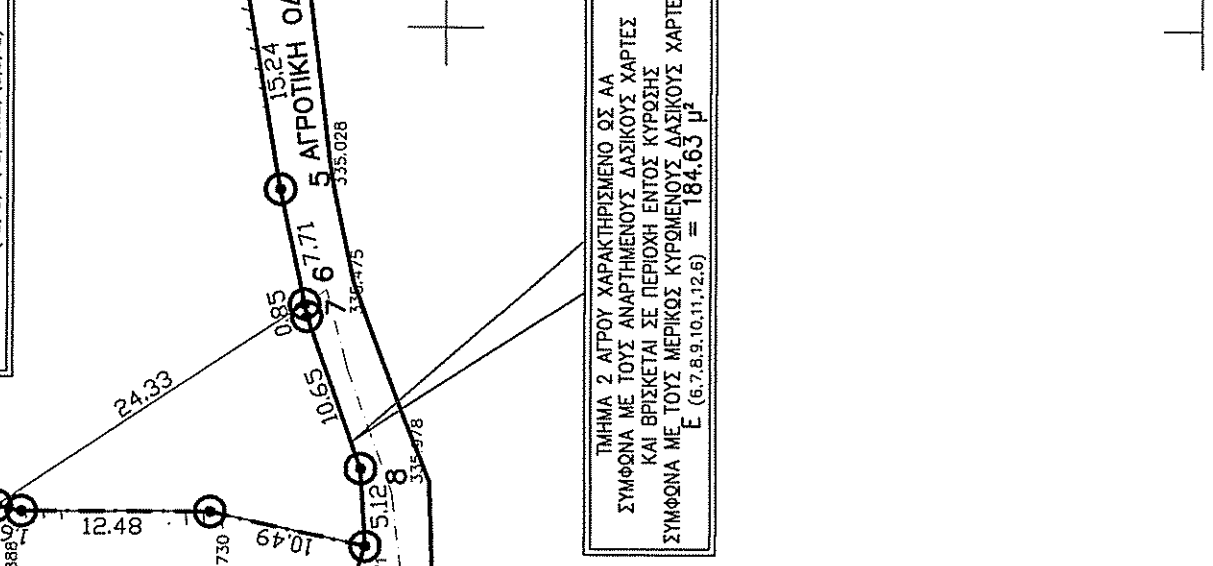 15.24
5 ΑΓΡΟΤΙΚΗ
335.028
7.71
6
0.85
7
24.33
10.65
8
12.48
10.49
5.12
730
ΤΜΗΜΑ 2 ΑΓΡΟΥ ΧΑΡΑΚΤΗΡΙΣΜΕΝΟ ΩΣ ΑΑ
ΣΥΜΦΩΝΑ ΜΕ ΤΟΥΣ ΑΝΑΡΤΗΜΕΝΟΥΣ ΔΑΣΙΚΟΥΣ ΧΑΡΤΕΣ
ΚΑΙ ΒΡΙΣΚΕΤΑΙ ΣΕ ΠΕΡΙΟΧΗ ΕΝΤΟΣ ΚΥΡΩΣΗΣ
ΣΥΜΦΩΝΑ ΜΕ ΤΟΥΣ ΜΕΡΙΚΩΣ ΚΥΡΩΜΕΝΟΥΣ ΔΑΣΙΚΟΥΣ ΧΑΡΤΕ
Ε (6,7,8,9,10,11,12,6) = 184.63 μ²